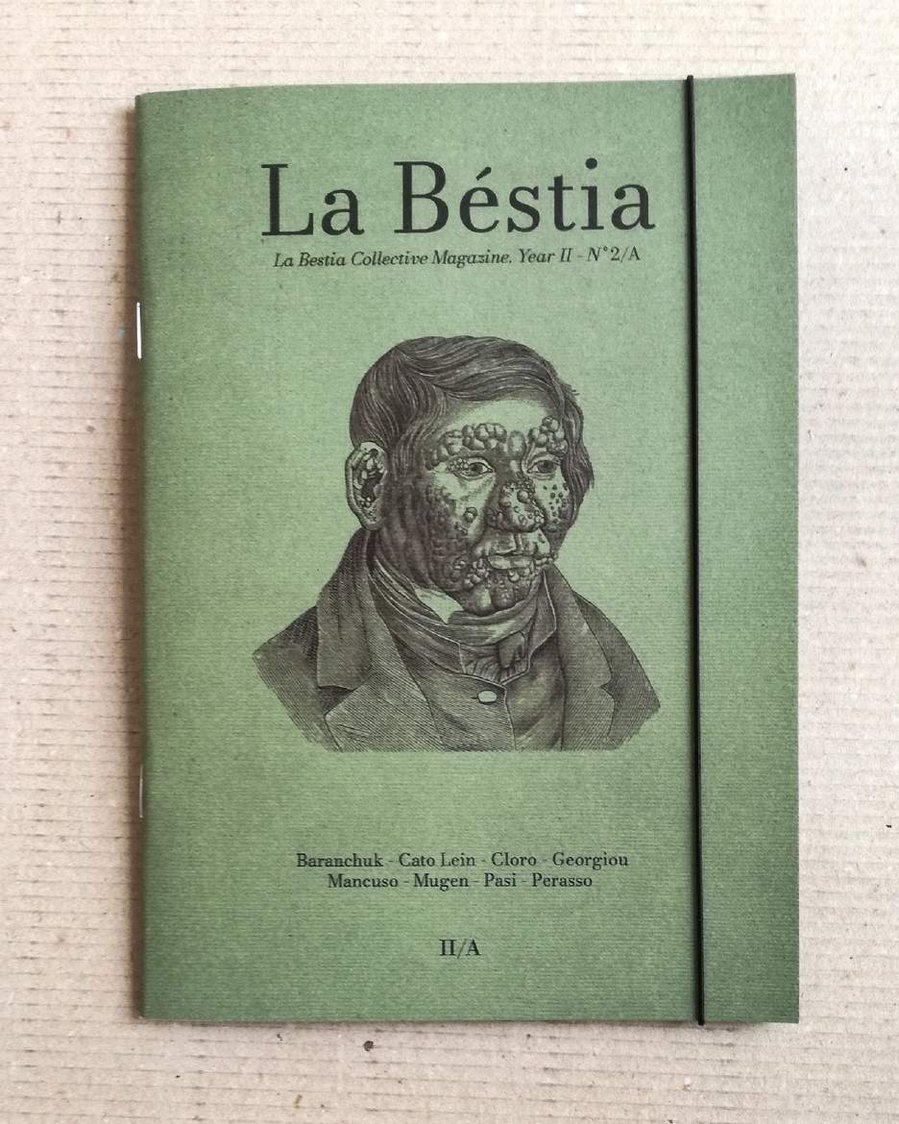 La Béstia
La Bestia Collective Magazine. Year II - N° 2/A
Baranchuk - Cato Lein - Cloro - Georgiou
Mancuso - Mugen - Pasi - Perasso
II/A